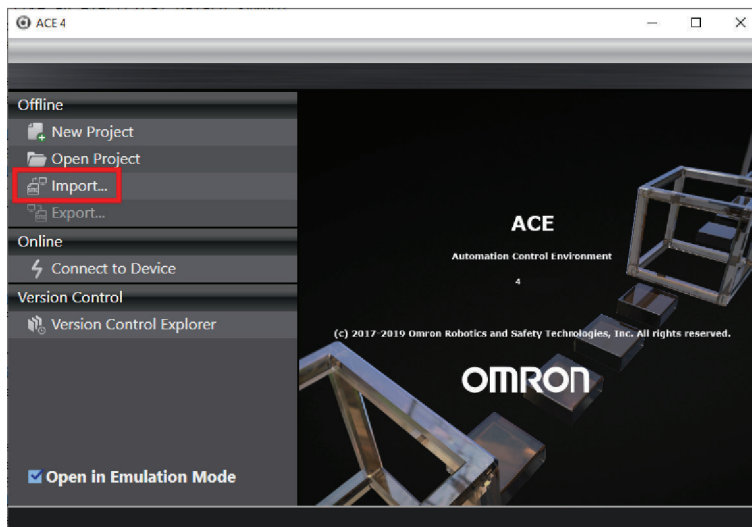 ACE 4
Offline
New Project
Open Project
Import...
Export...
Online
Connect to Device
Version Control
Version Control Explorer
Open in Emulation Mode
ACE
Automation Control Environment
4
(c) 2017-2019 Omron Robotics and Safety Technologies, Inc. All rights reserved.
OMRON